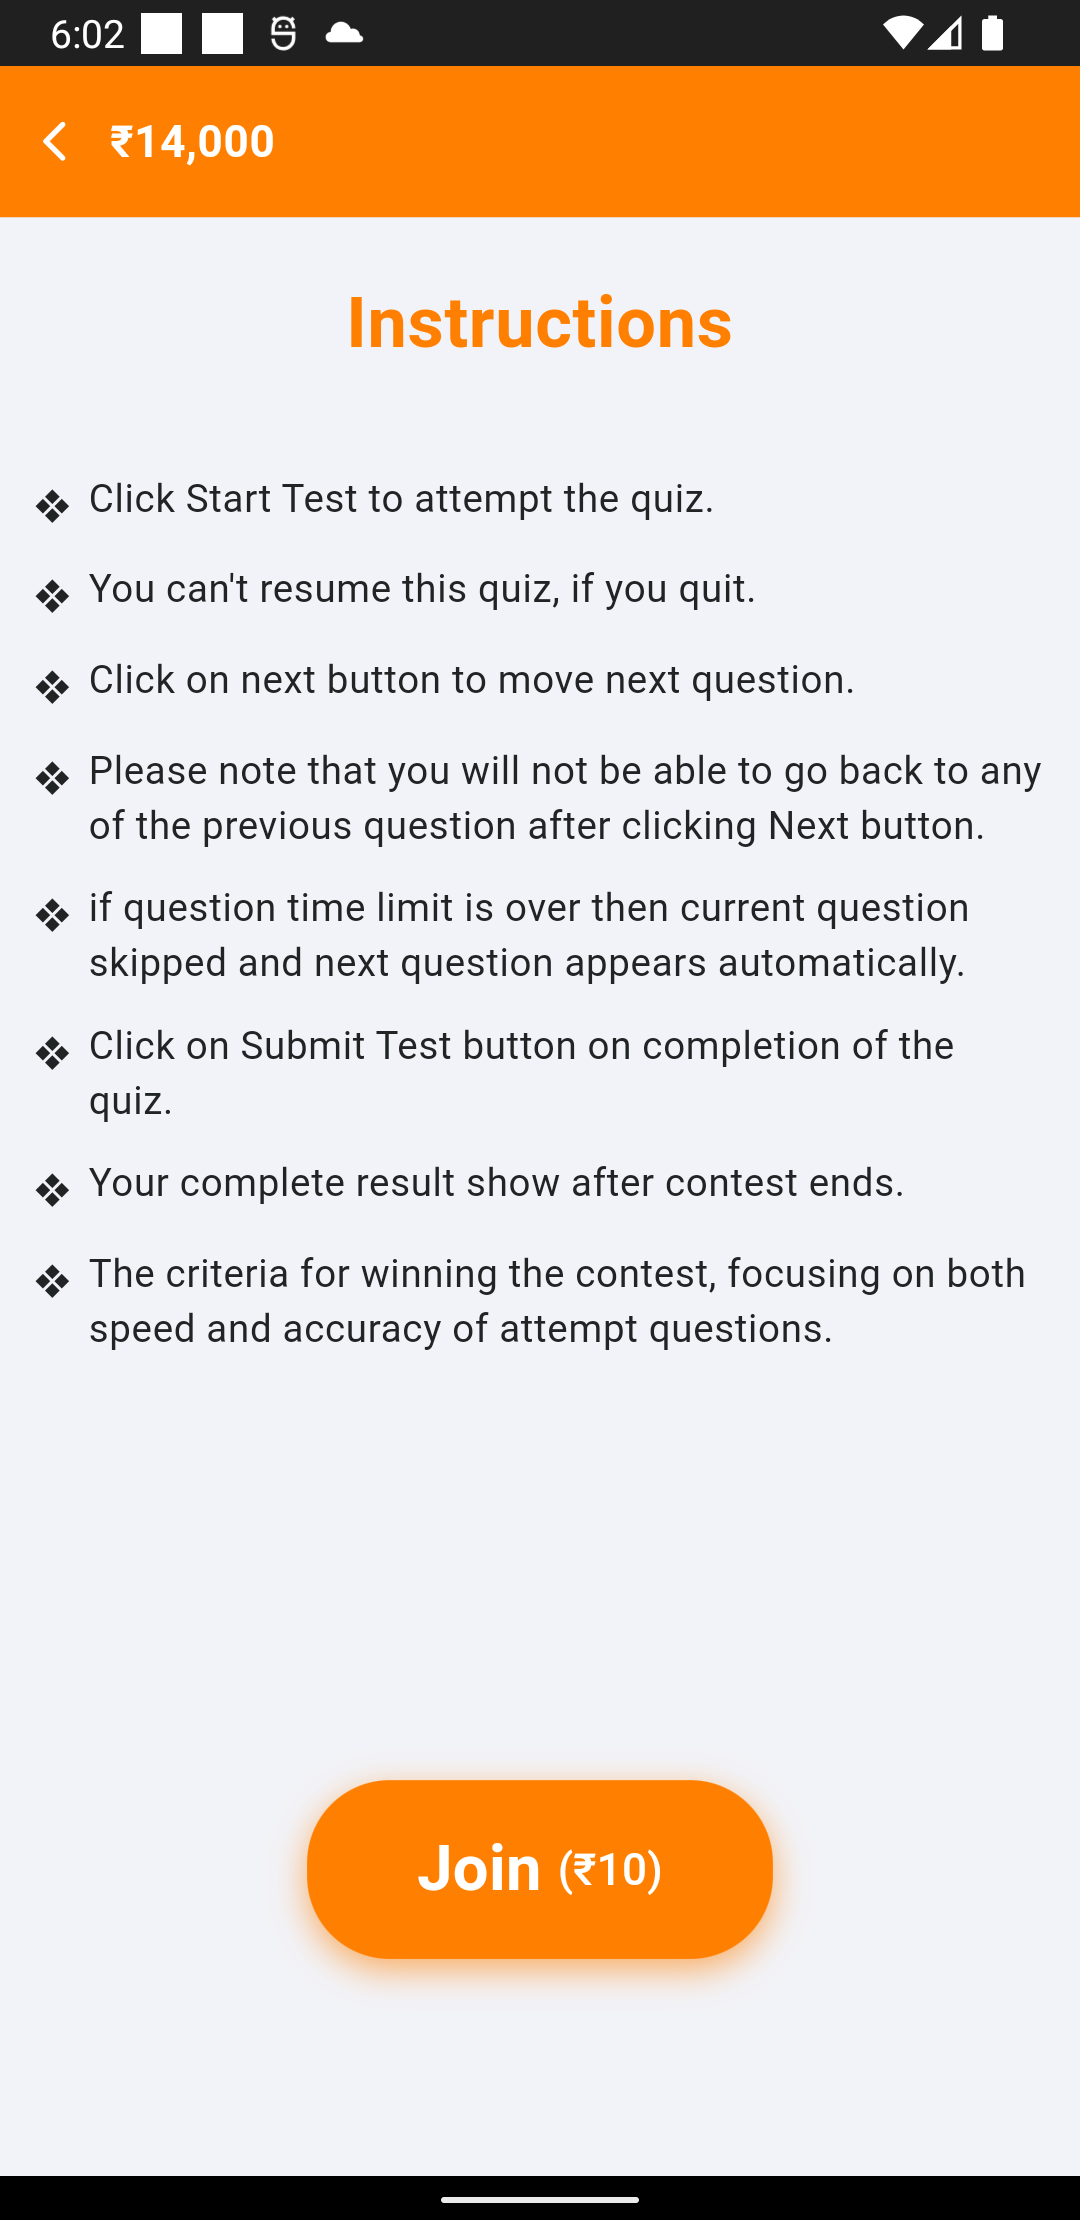 6:02
₹14,000
Instructions
❖ Click Start Test to attempt the quiz.
❖ You can't resume this quiz, if you quit.
❖ Click on next button to move next question.
❖ Please note that you will not be able to go back to any
of the previous question after clicking Next button.
❖ if question time limit is over then current question
skipped and next question appears automatically.
❖ Click on Submit Test button on completion of the
quiz.
❖ Your complete result show after contest ends.
❖ The criteria for winning the contest, focusing on both
speed and accuracy of attempt questions.
Join (₹10)